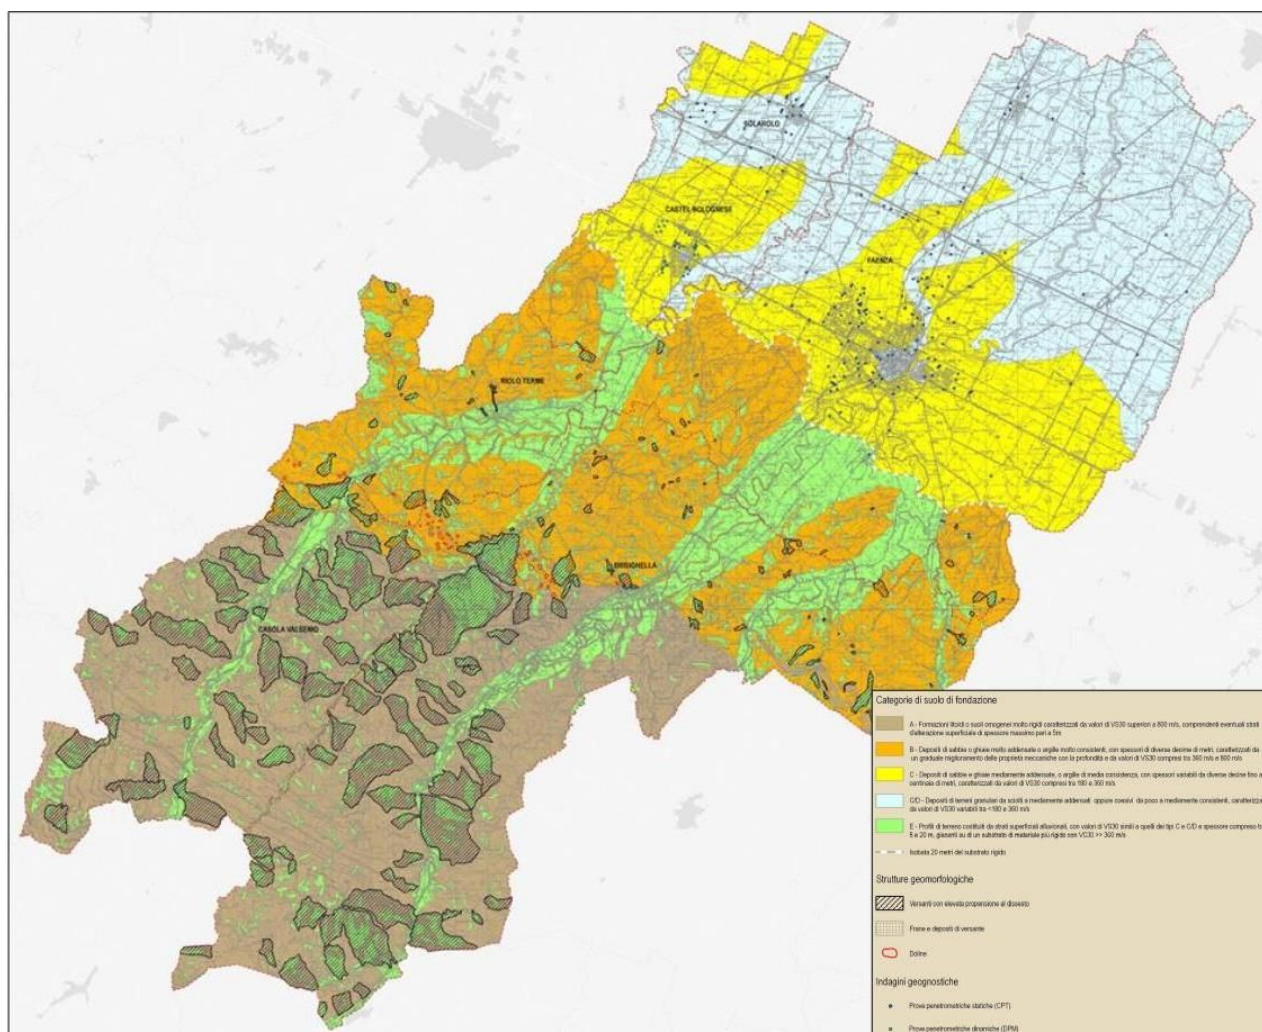 SOLAROLO
CASTEL BOLOGNESE
FAENZA
RIOLO TERME
BRISIGHELLA
CASOLA VALSENIO
Categorie di suolo di fondazione
A - Formazioni litoidi o suoli omogenei molto rigidi caratterizzati da valori di VS30 superiori a 800 m/s, comprendenti eventuali strati
d'alterazione superficiale di spessore massimo pari a 5m
B - Depositi di sabbie o ghiaie molto addensate o argille molto consistenti, con spessori di diverse decine di metri, caratterizzati da
un graduale miglioramento delle proprietà meccaniche con la profondità e da valori di VS30 compresi tra 360 m/s e 800 m/s
C - Depositi di sabbie e ghiaie mediamente addensate, o argille di media consistenza, con spessori variabili da diverse decine fino a
centinaia di metri, caratterizzati da valori di VS30 compresi tra 180 e 360 m/s
C/D - Depositi di terreni granulari da sciolti a mediamente addensati oppure coesivi da poco a mediamente consistenti, caratterizza
da valori di VS30 variabili tra <180 e 360 m/s
E - Profili di terreno costituiti da strati superficiali alluvionali, con valori di VS30 simili a quelli dei tipi C e C/D e spessore compreso t
5 e 20 m, giacenti su di un substrato di materiale più rigido con VC30 >> 360 m/s
Isobata 20 metri del substrato rigido
Strutture geomorfologiche
Versanti con elevata propensione al dissesto
Frane e depositi di versante
Doline
Indagini geognostiche
Prove penetrometriche statiche (CPT)
Prove penetrometriche dinamiche (DPM)